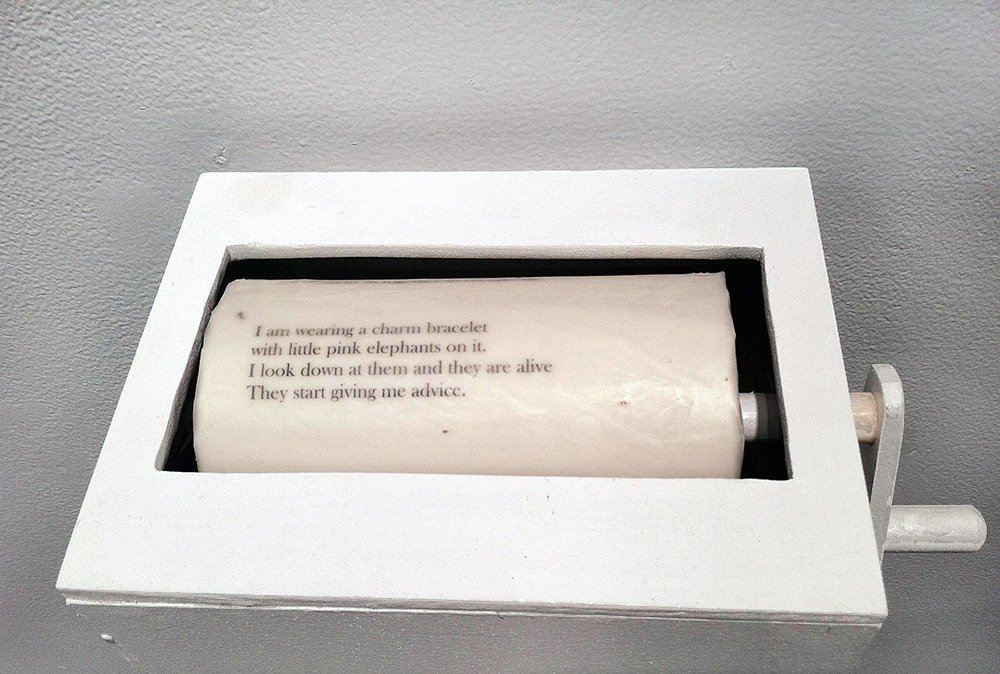 I am wearing a charm bracelet
with little pink elephants on it.
I look down at them and they are alive
They start giving me advice.